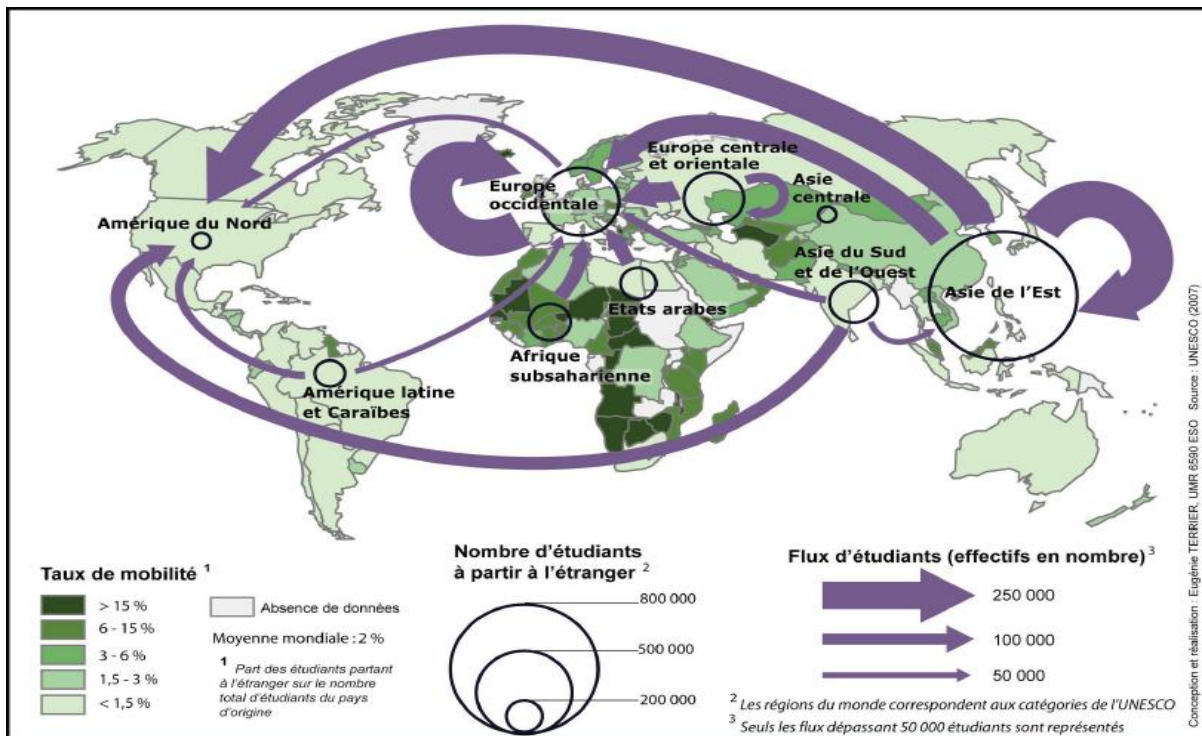 Europe centrale
et orientale
Europe
occidentale
Asie
centrale
Amérique du Nord
Asie du Sud
et de l'Ouest
Asie de l'Est
Etats arabes
Afrique
subsaharienne
Amérique latine
et Caraïbes
Taux de mobilité 1
> 15 %
6 - 15 %
3 - 6 %
1,5 - 3 %
< 1,5 %
Absence de données
Moyenne mondiale : 2 %
1 Part des étudiants partant
à l'étranger sur le nombre
total d'étudiants du pays
d'origine
Nombre d'étudiants
à partir à l'étranger 2
800 000
500 000
200 000
Flux d'étudiants (effectifs en nombre) 3
250 000
100 000
50 000
2 Les régions du monde correspondent aux catégories de l'UNESCO
3 Seuls les flux dépassant 50 000 étudiants sont représentés
Conception et réalisation : Eugénie TERRIER, UMR 6590 ESO Source : UNESCO (2007)